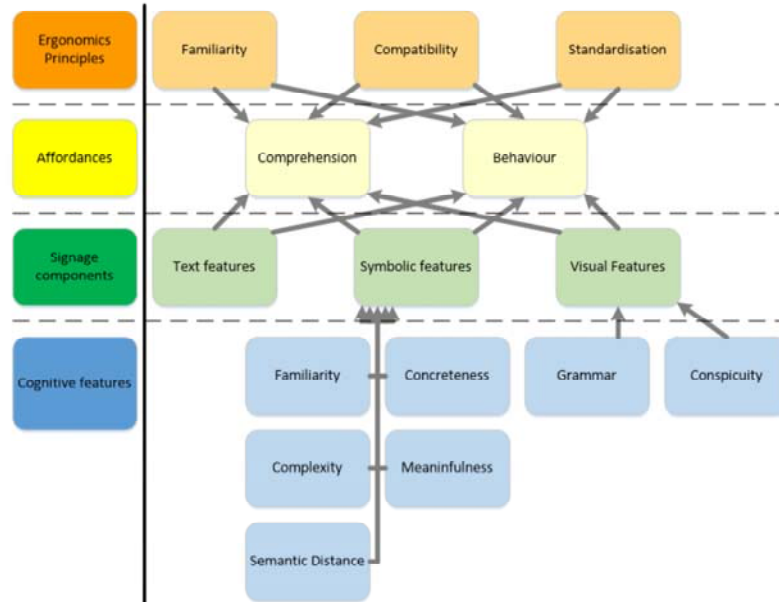 Ergonomics
Principles
Familiarity
Compatibility
Standardisation
Affordances
Comprehension
Behaviour
Signage
components
Text features
Symbolic features
Visual Features
Cognitive features
Familiarity
Concreteness
Grammar
Conspicuity
Complexity
Meaninfulness
Semantic Distance